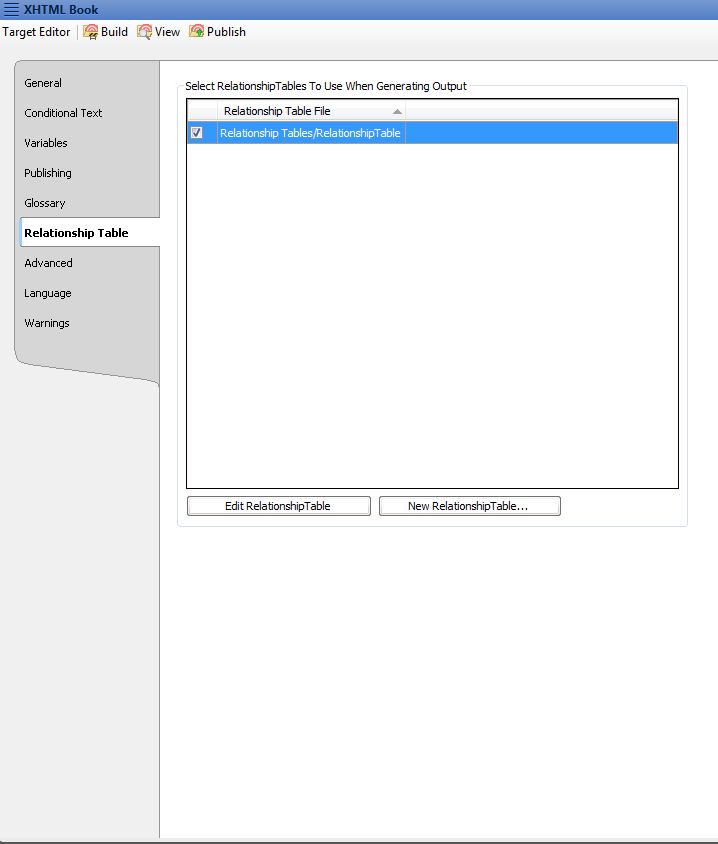 XHTML Book
Target Editor Build View Publish
General
Conditional Text
Variables
Publishing
Glossary
Relationship Table
Advanced
Language
Warnings
Select RelationshipTables To Use When Generating Output
Relationship Table File
Relationship Tables/RelationshipTable
Edit RelationshipTable New RelationshipTable...